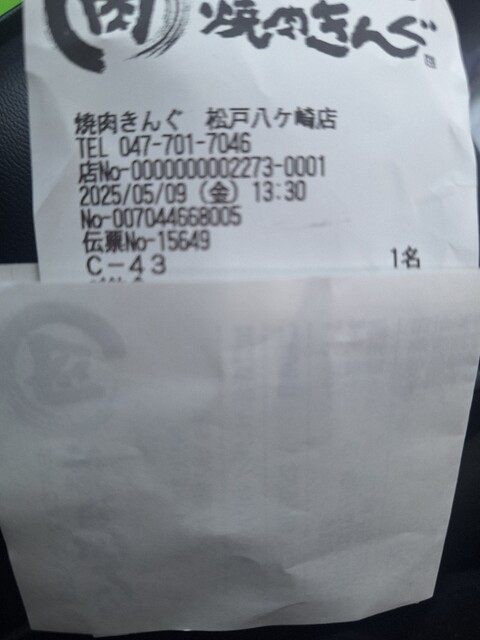 肉 焼肉きんぐ
焼肉きんぐ 松戸八ケ崎店
TEL 047-701-7046
店No-0000000002273-0001
2025/05/09 (金) 13:30
No-007044668005
伝票No-15649
C-43 1名